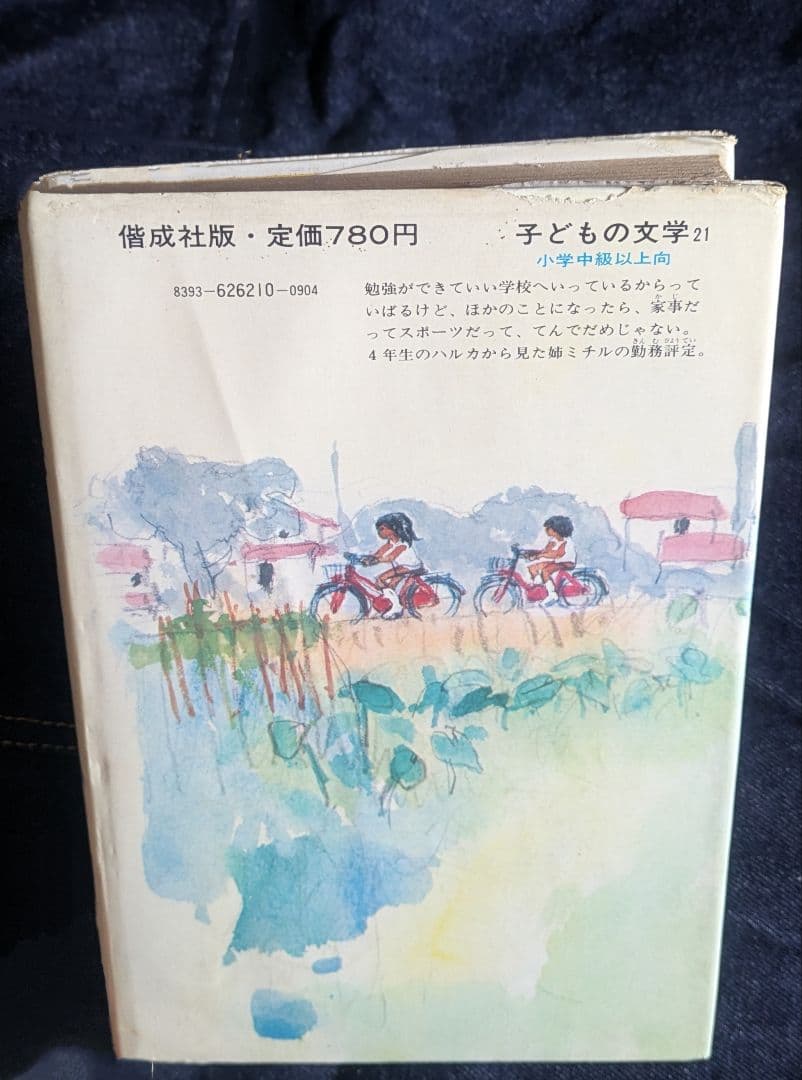 偕成社版・定価780円
子どもの文学21
小学中級以上向
8393-626210-0904
勉強ができていい学校へいっているからって
いばるけど、ほかのことになったら、家事だ
ってスポーツだって、てんでだめじゃない。
4年生のハルカから見た姉ミチルの勤務評定。